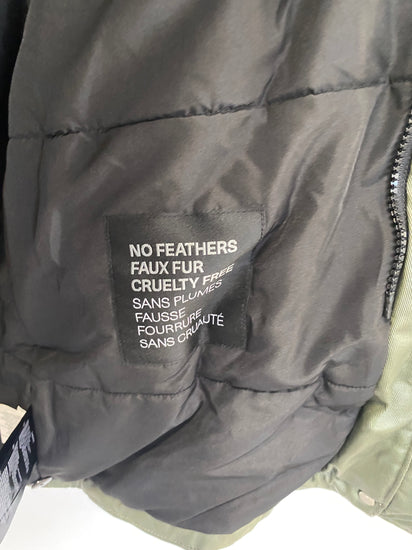 NO FEATHERS
FAUX FUR
CRUELTY FREE
SANS PLUMES
FAUSSE
FOURRURE
SANS CRUAUTÉ